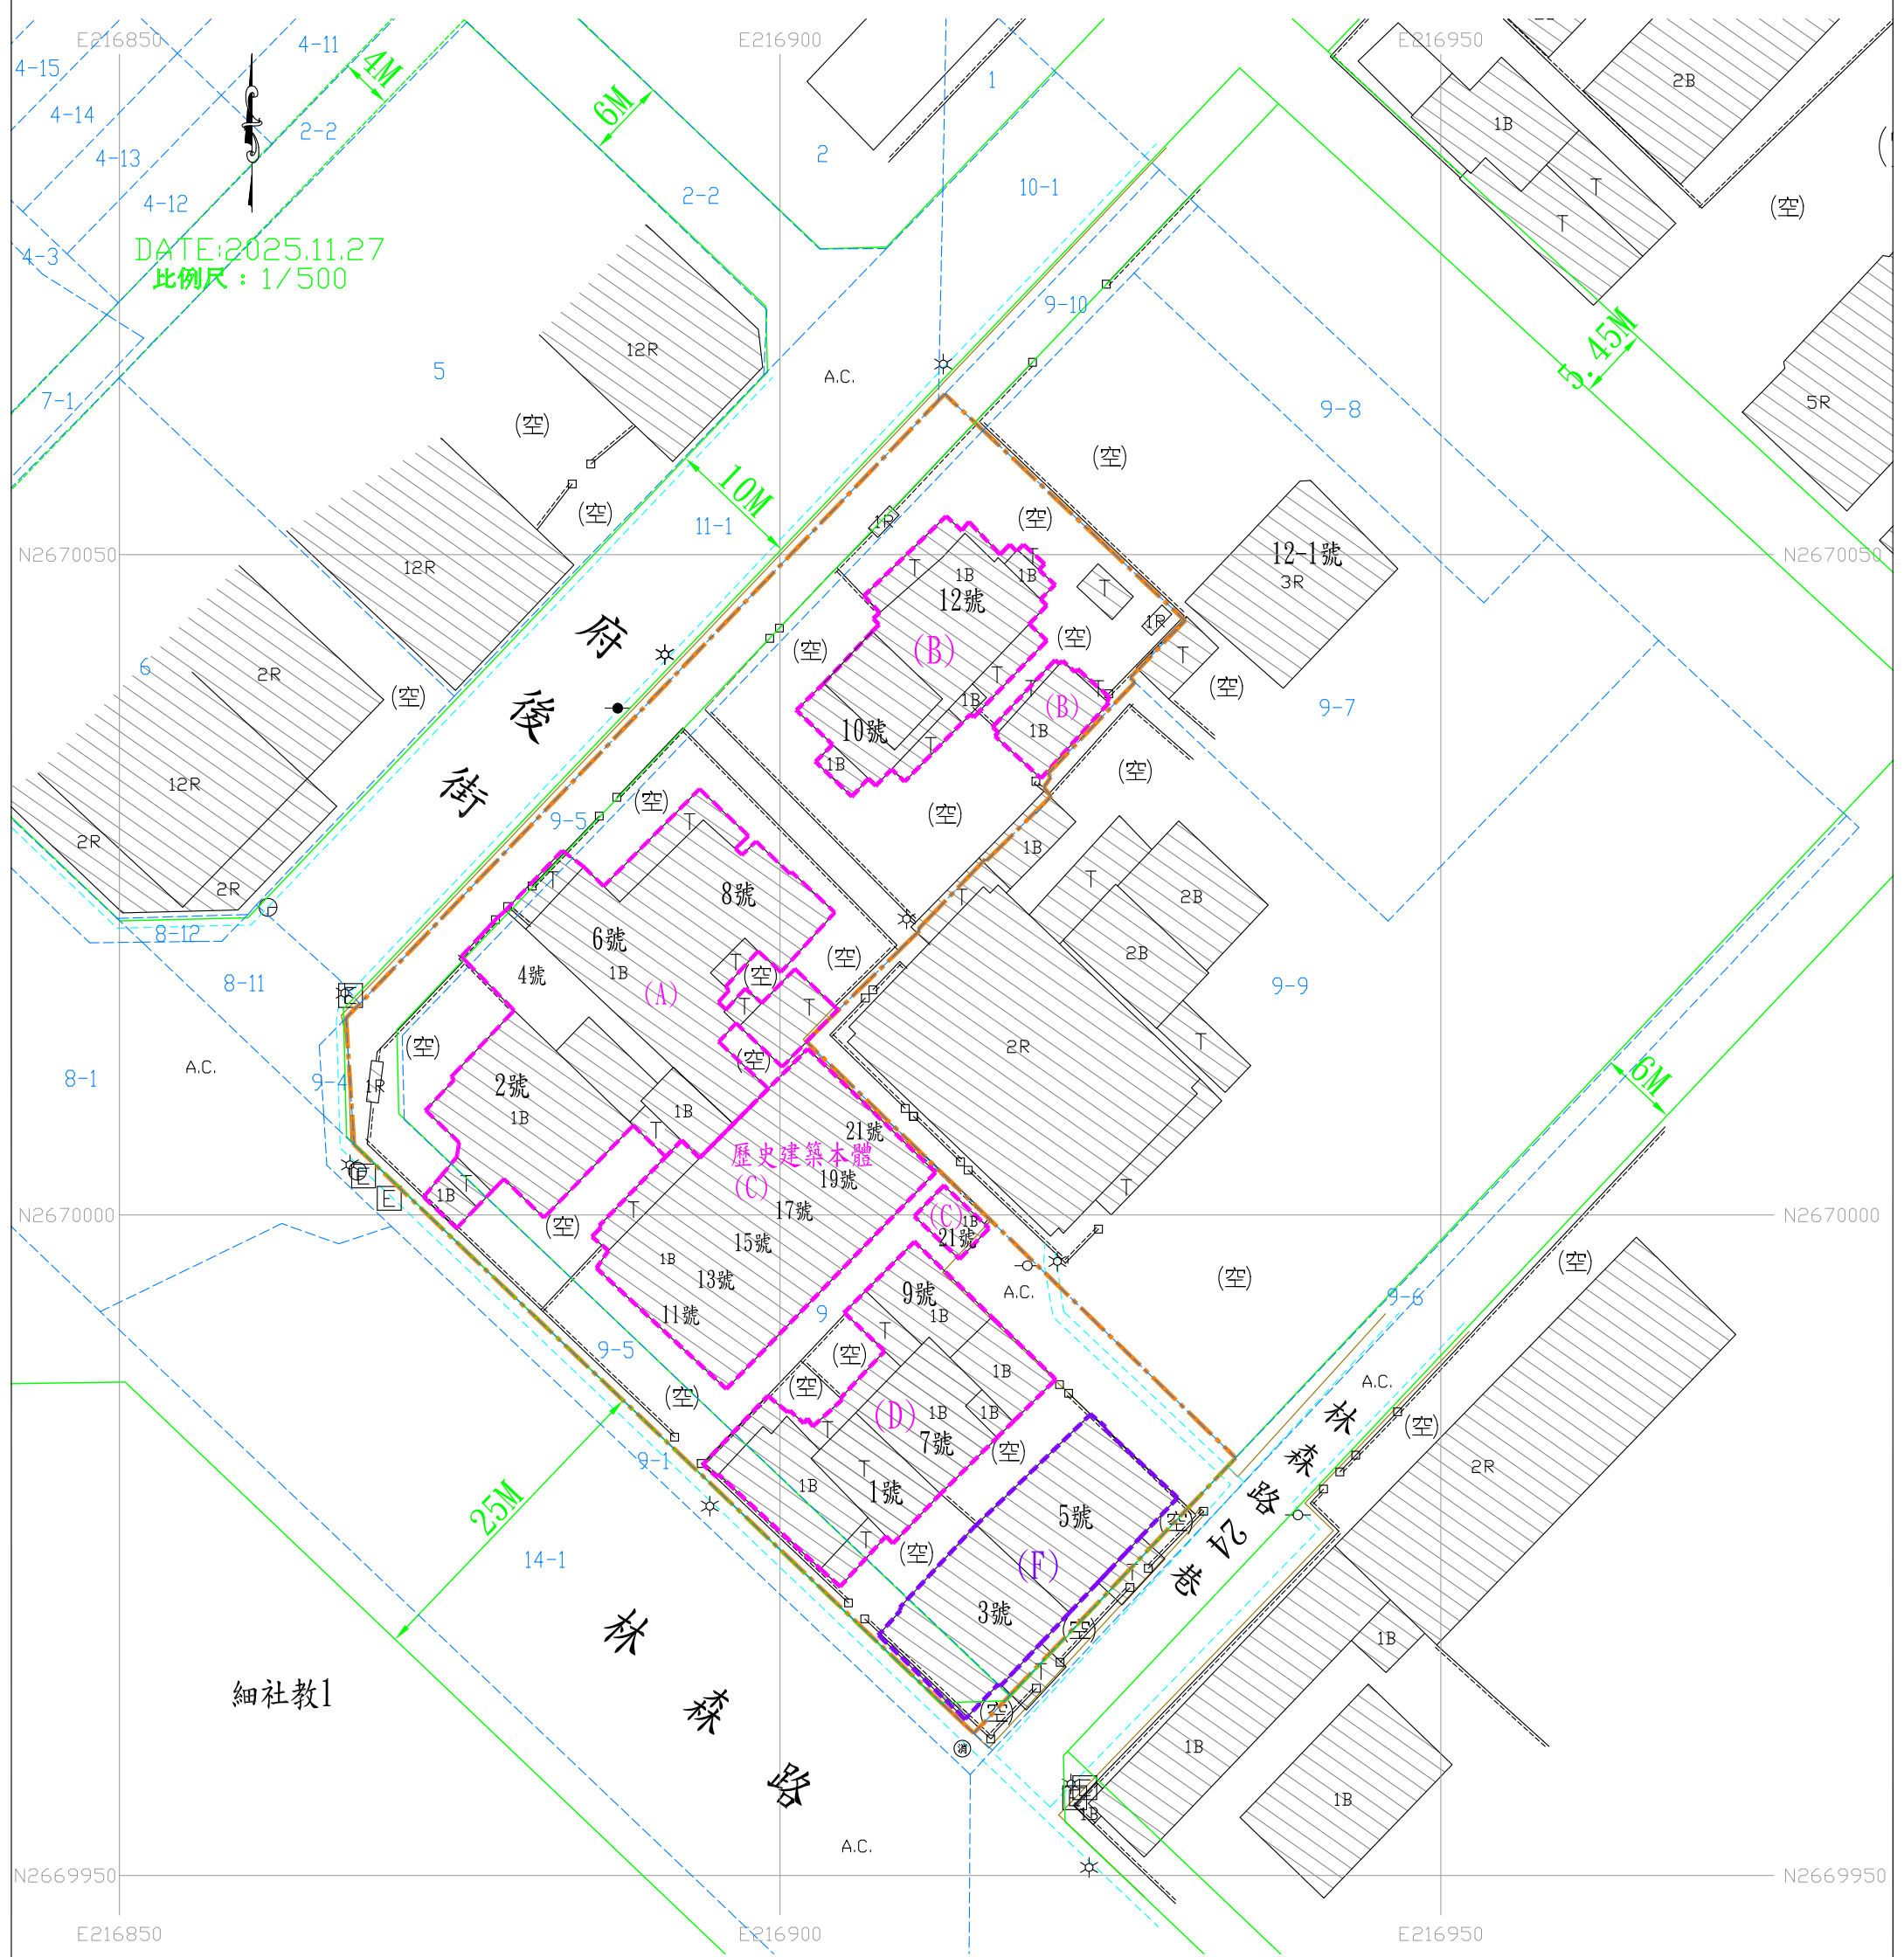 E216850
E216900
E216950
4-15
4-11
4M
4-14
2-2
6M
1
2B
1B
4-13
2
10-1
T
4-12
2-2
(空)
T
DATE:2025.11.27
4-3
比例尺：1/500
9-10
5.45M
12R
5
A.C.
7-1
5R
9-8
(空)
(空)
10M
(空)
11-1
1R
(空)
N2670050
12-1號
N2670050
3R
12R
T
1B
1B
T
T
12號
府
1R
(空)
(空)
(B)
6
2R
T
T
T
T
(空)
(空)
後
1B
(B)
9-7
10號
1B
T
1B
(空)
街
12R
(空)
(空)
9-5
T
2R
1B
T
T
2R
8號
T
2R
2B
8-12
6號
2B
4號
1B
T
(空)
(空)
8-11
(A)
9-9
E
T
T
(空)
2R
T
A.C.
(空)
8-1
9-4
1R
2號
1B
1B
T
21號
歷史建築本體
E
T
19號
E
1B
(C)
T
T
17號
(C)
1B
N2670000
(空)
15號
21號
N2670000
1B
13號
(空)
(空)
A.C.
11號
9號
1B
9
9-6
T
9-5
(空)
6M
1B
(空)
(空)
A.C.
(D)
1B
1B
林
(空)
T
7號
(空)
森
9-1
T
2R
25M
1B
1號
路
5號
(空)
24
T
(空)
14-1
(F)
T
巷
3號
林
(空)
1B
T
細社教1
森
(空)
消
1B
路
E
E
1B
1B
A.C.
N2669950
N2669950
E216850
E216900
E216950